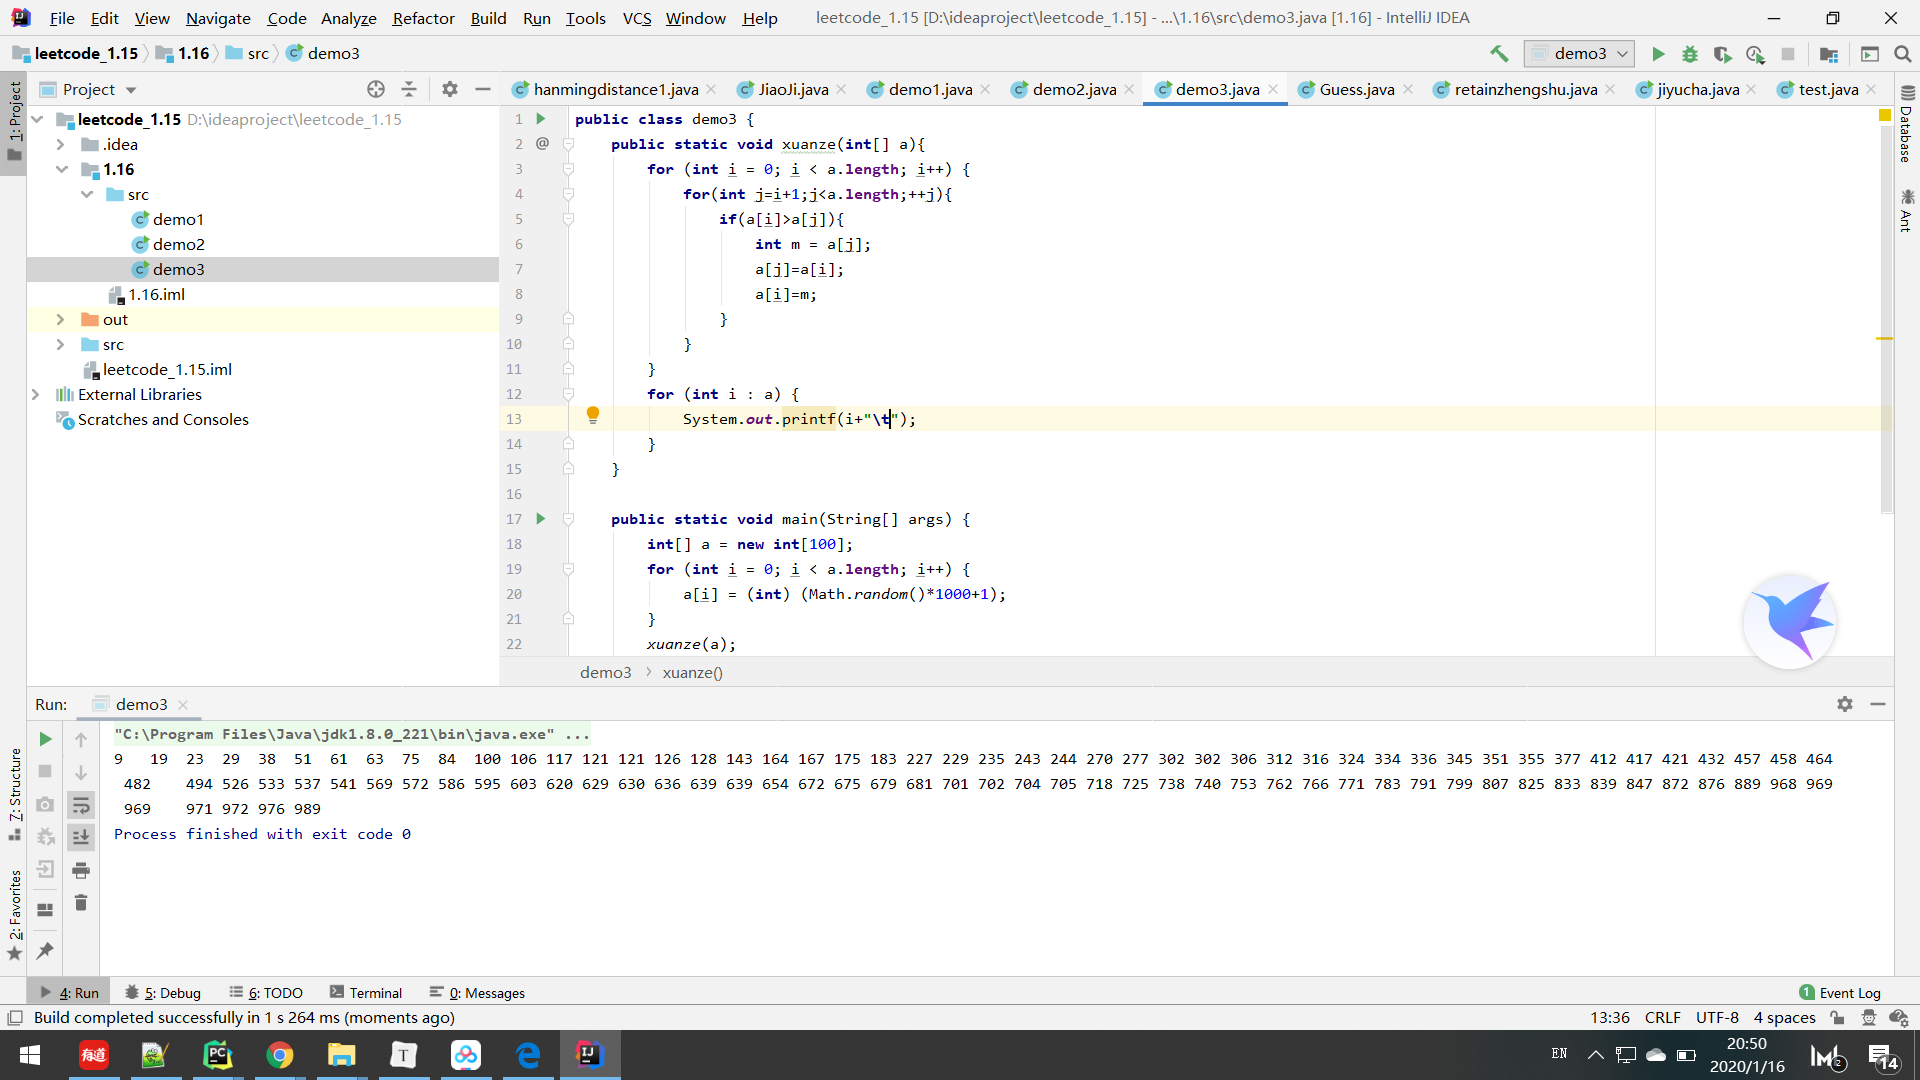 File Edit View Navigate Code Analyze Refactor Build Run Tools VCS Window Help leetcode_1.15 [D:\ideaproject\leetcode_1.15] - ...\1.16\src\demo3.java [1.16] - IntelliJ IDEA
leetcode_1.15 1.16 src demo3 demo3
Project
hanmingdistance1.java JiaoJi.java demo1.java demo2.java demo3.java Guess.java retainzhengshu.java jiyucha.java test.java
1: Project
leetcode_1.15 D:\ideaproject\leetcode_1.15
.idea
1.16
src
demo1
demo2
demo3
1.16.iml
out
src
leetcode_1.15.iml
External Libraries
Scratches and Consoles
1 public class demo3 {
2 @ public static void xuanze(int[] a){
3 for (int i = 0; i < a.length; i++) {
4 for(int j=i+1;j<a.length;++j){
5 if(a[i]>a[j]){
6 int m = a[j];
7 a[j]=a[i];
8 a[i]=m;
9 }
10 }
11 }
12 for (int i : a) {
13 System.out.printf(i+"\t");
14 }
15 }
16
17 public static void main(String[] args) {
18 int[] a = new int[100];
19 for (int i = 0; i < a.length; i++) {
20 a[i] = (int) (Math.random()*1000+1);
21 }
22 xuanze(a);
demo3 xuanze()
Database
Ant
Run: demo3
"C:\Program Files\Java\jdk1.8.0_221\bin\java.exe" ...
9 19 23 29 38 51 61 63 75 84 100 106 117 121 121 126 128 143 164 167 175 183 227 229 235 243 244 270 277 302 302 306 312 316 324 334 336 345 351 355 377 412 417 421 432 457 458 464
482 494 526 533 537 541 569 572 586 595 603 620 629 630 636 639 639 654 672 675 679 681 701 702 704 705 718 725 738 740 753 762 766 771 783 791 799 807 825 833 839 847 872 876 889 968 969
969 971 972 976 989
Process finished with exit code 0
7: Structure
2: Favorites
4: Run 5: Debug 6: TODO Terminal 0: Messages 1 Event Log
Build completed successfully in 1 s 264 ms (moments ago) 13:36 CRLF UTF-8 4 spaces
有道 PC T IJ EN 20:50
2020/1/16
2 14